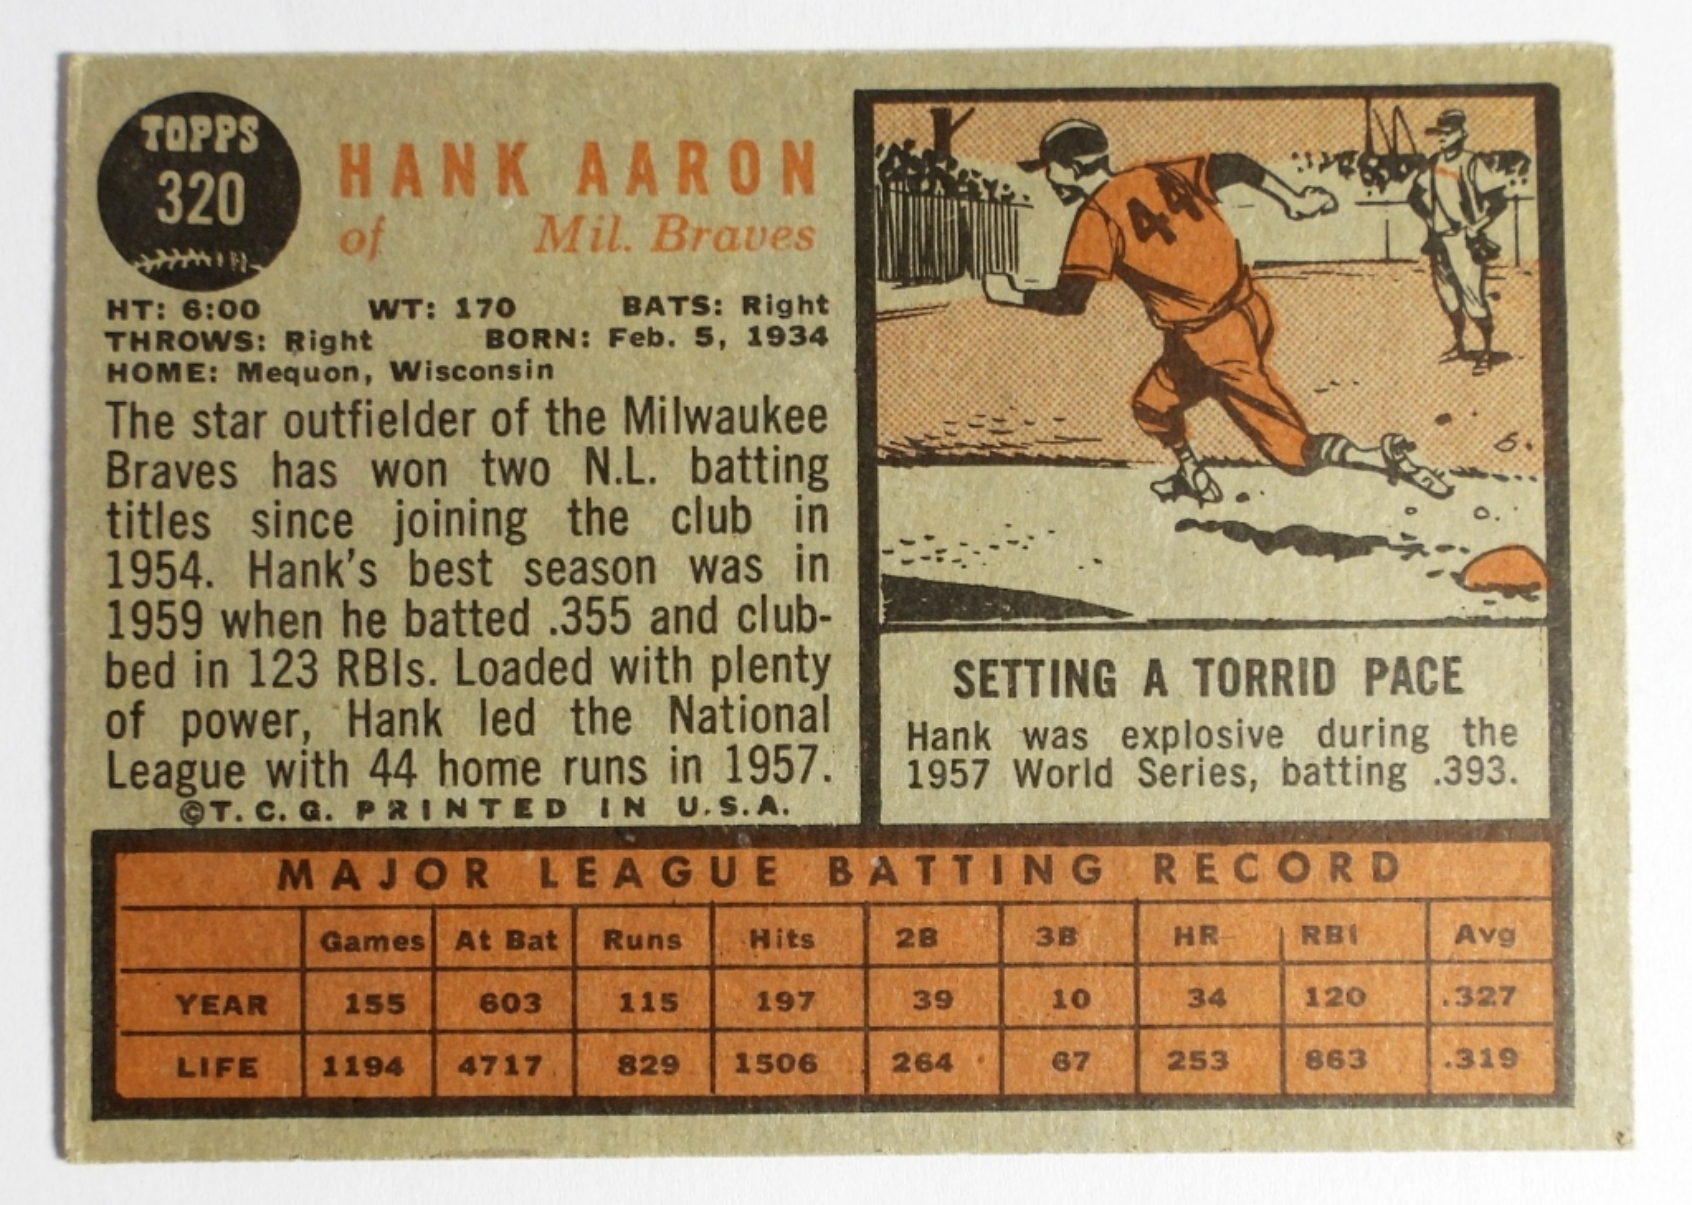 TOPPS
320
HANK AARON
of Mil. Braves
HT: 6:00 WT: 170 BATS: Right
THROWS: Right BORN: Feb. 5, 1934
HOME: Mequon, Wisconsin
The star outfielder of the Milwaukee
Braves has won two N.L. batting
titles since joining the club in
1954. Hank's best season was in
1959 when he batted .355 and club-
bed in 123 RBIs. Loaded with plenty
of power, Hank led the National
League with 44 home runs in 1957.
©T.C.G. PRINTED IN U.S.A.
44
SETTING A TORRID PACE
Hank was explosive during the
1957 World Series, batting .393.
MAJOR LEAGUE BATTING RECORD
Games At Bat Runs Hits 2B 3B HR RBI Avg
YEAR 155 603 115 197 39 10 34 120 .327
LIFE 1194 4717 829 1506 264 67 253 863 .319